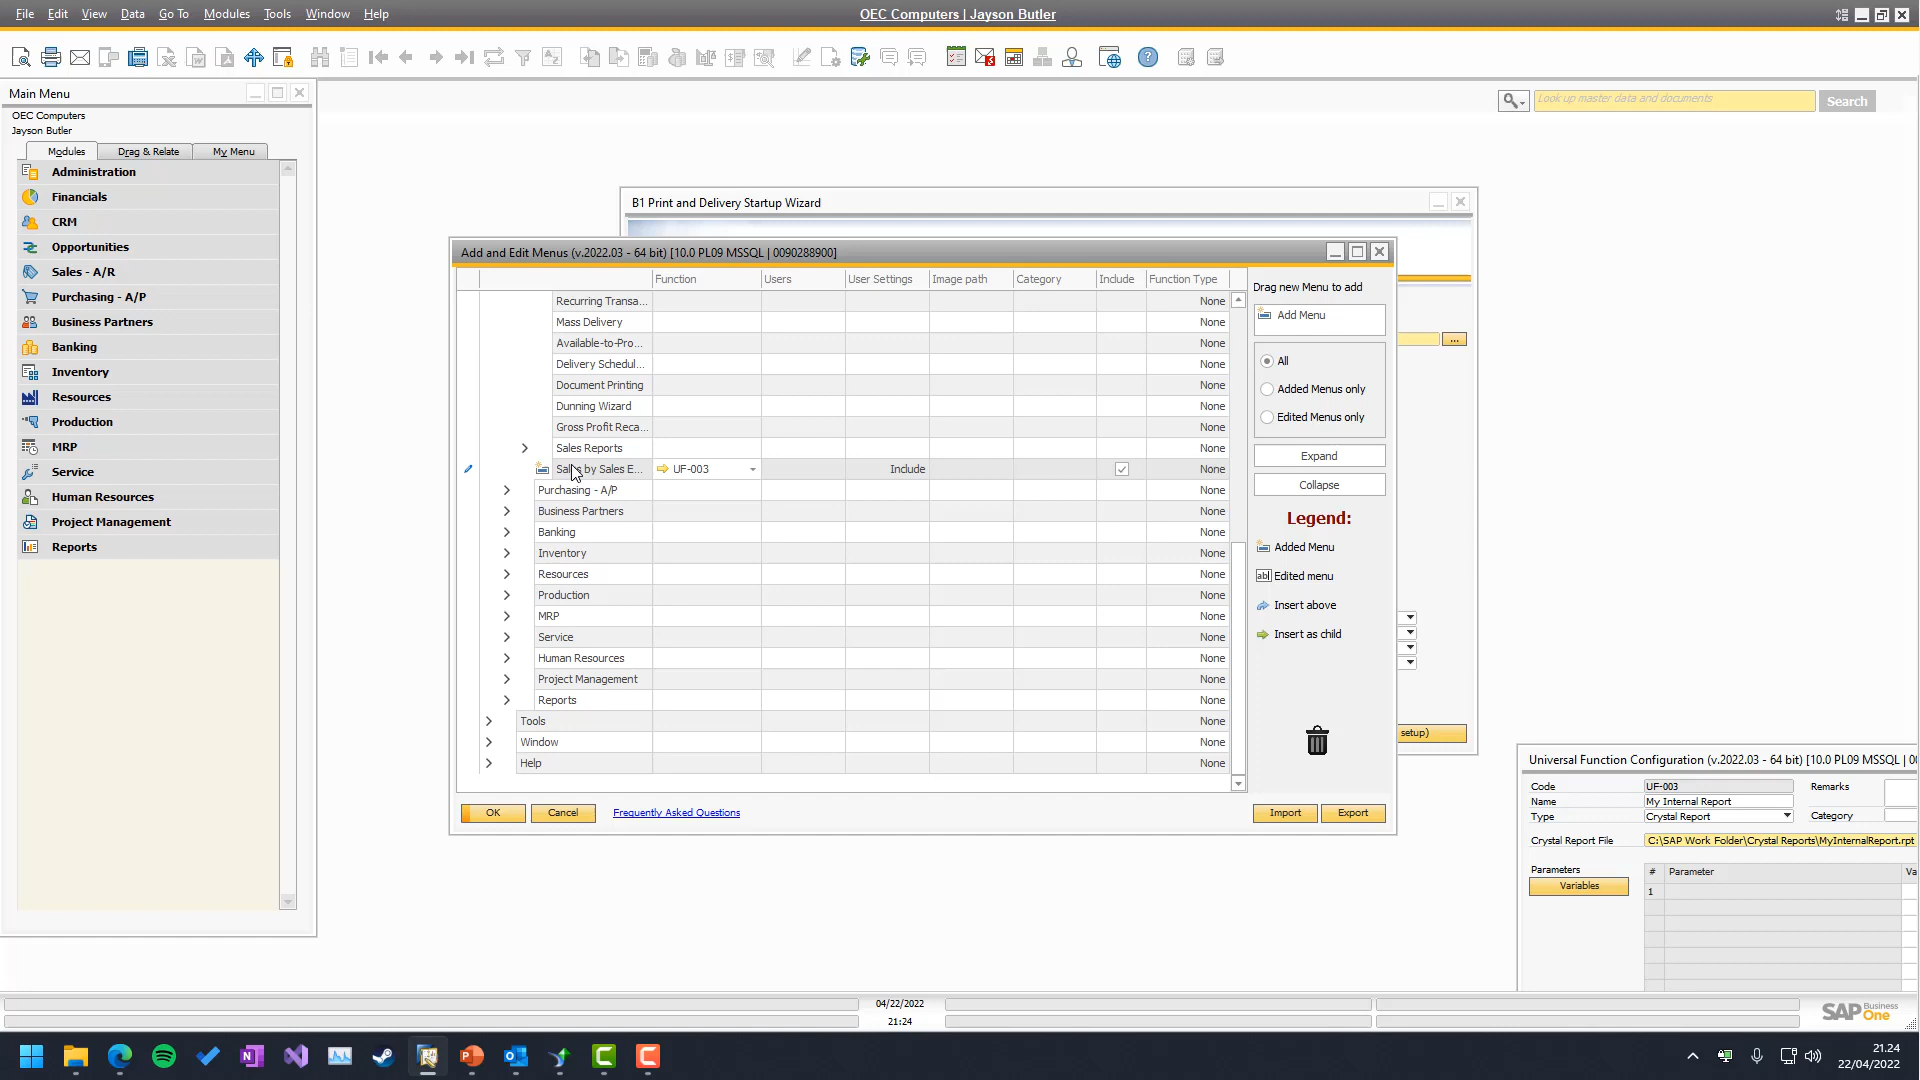 File Edit View Data Go To Modules Tools Window Help
OEC Computers | Jayson Butler
Main Menu
OEC Computers
Jayson Butler
Modules Drag & Relate My Menu
Administration
Financials
CRM
Opportunities
Sales - A/R
Purchasing - A/P
Business Partners
Banking
Inventory
Resources
Production
MRP
Service
Human Resources
Project Management
Reports
Look up master data and documents Search
B1 Print and Delivery Startup Wizard
...
setup)
Add and Edit Menus (v.2022.03 - 64 bit) [10.0 PL09 MSSQL | 0090288900]
Function Users User Settings Image path Category Include Function Type
Recurring Transa... None
Mass Delivery None
Available-to-Pro... None
Delivery Schedul... None
Document Printing None
Dunning Wizard None
Gross Profit Reca... None
Sales Reports None
Sales by Sales E... UF-003 Include None
Purchasing - A/P None
Business Partners None
Banking None
Inventory None
Resources None
Production None
MRP None
Service None
Human Resources None
Project Management None
Reports None
Tools None
Window None
Help None
Drag new Menu to add
Add Menu
All
Added Menus only
Edited Menus only
Expand
Collapse
Legend:
Added Menu
ab| Edited menu
Insert above
Insert as child
OK Cancel Frequently Asked Questions Import Export
Universal Function Configuration (v.2022.03 - 64 bit) [10.0 PL09 MSSQL | 00
Code UF-003 Remarks
Name My Internal Report
Type Crystal Report Category
Crystal Report File C:\SAP Work Folder\Crystal Reports\MyInternalReport.rpt
Parameters # Parameter Va
Variables
1
04/22/2022
21:24
SAP Business One
21.24
22/04/2022